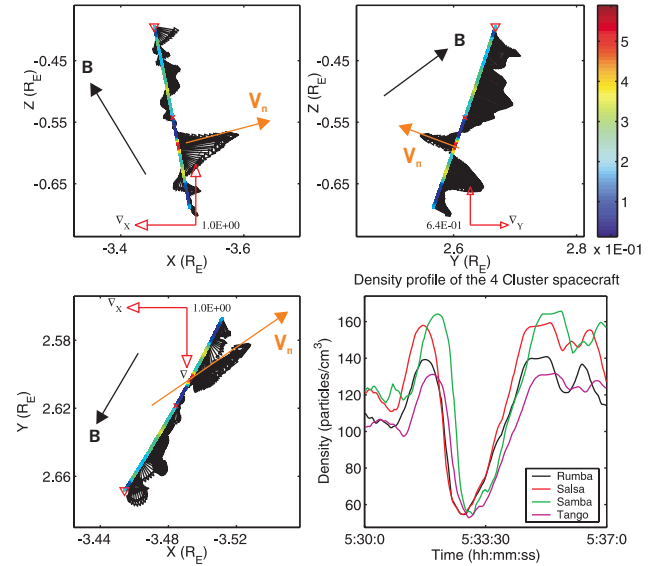 -0.45
-0.55
-0.65
Z (R_E)
B
V_n
∇_X
1.0E+00
-3.4
-3.6
X (R_E)
Z (R_E)
-0.45
-0.55
-0.65
B
V_n
6.4E-01
∇_Y
2.6
2.8
Y (R_E)
5
4
3
2
1
x 1E-01
2.58
2.62
2.66
Y (R_E)
∇_X
1.0E+00
∇
V_n
B
-3.44
-3.48
-3.52
X (R_E)
Density profile of the 4 Cluster spacecraft
160
140
120
100
80
60
Density (particles/cm³)
Rumba
Salsa
Samba
Tango
5:30:0
5:33:30
5:37:0
Time (hh:mm:ss)